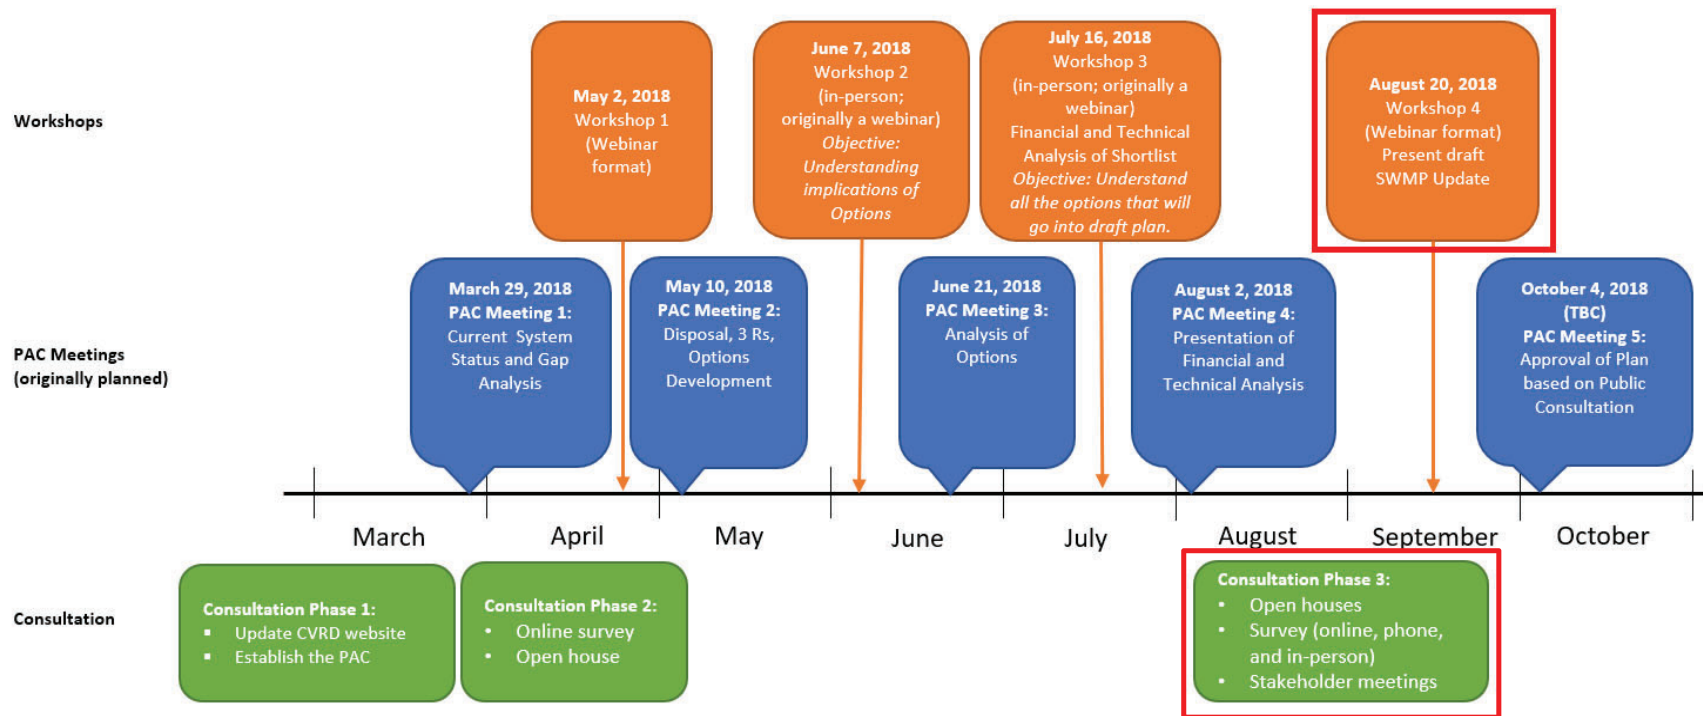 Workshops
May 2, 2018
Workshop 1
(Webinar
format)
June 7, 2018
Workshop 2
(in-person;
originally a webinar)
Objective:
Understanding
implications of
Options
July 16, 2018
Workshop 3
(in-person; originally a
webinar)
Financial and Technical
Analysis of Shortlist
Objective: Understand
all the options that will
go into draft plan.
August 20, 2018
Workshop 4
(Webinar format)
Present draft
SWMP Update
PAC Meetings
(originally planned)
March 29, 2018
PAC Meeting 1:
Current System
Status and Gap
Analysis
May 10, 2018
PAC Meeting 2:
Disposal, 3 Rs,
Options
Development
June 21, 2018
PAC Meeting 3:
Analysis of
Options
August 2, 2018
PAC Meeting 4:
Presentation of
Financial and
Technical Analysis
October 4, 2018
(TBC)
PAC Meeting 5:
Approval of Plan
based on Public
Consultation
March
April
May
June
July
August
September
October
Consultation
Consultation Phase 1:
▪ Update CVRD website
▪ Establish the PAC
Consultation Phase 2:
• Online survey
• Open house
Consultation Phase 3:
• Open houses
• Survey (online, phone,
and in-person)
• Stakeholder meetings